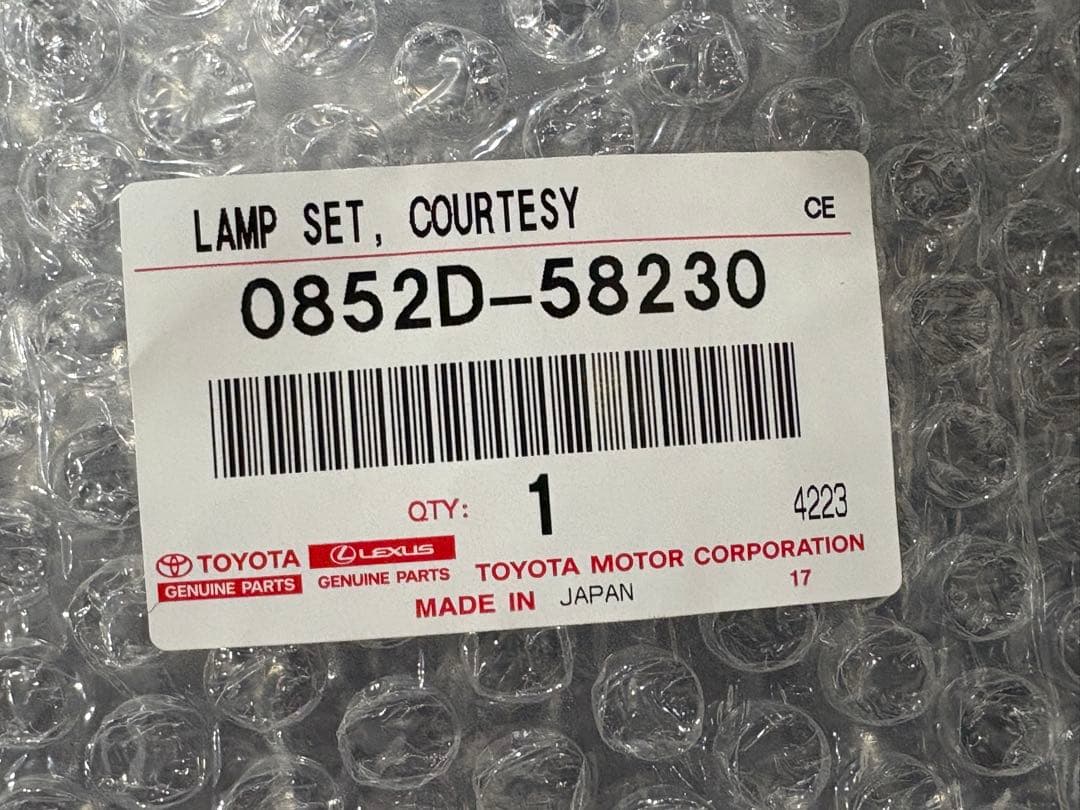 LAMP SET, COURTESY CE
0852D-58230
QTY: 1 4223
TOYOTA LEXUS
GENUINE PARTS GENUINE PARTS TOYOTA MOTOR CORPORATION
MADE IN JAPAN 17